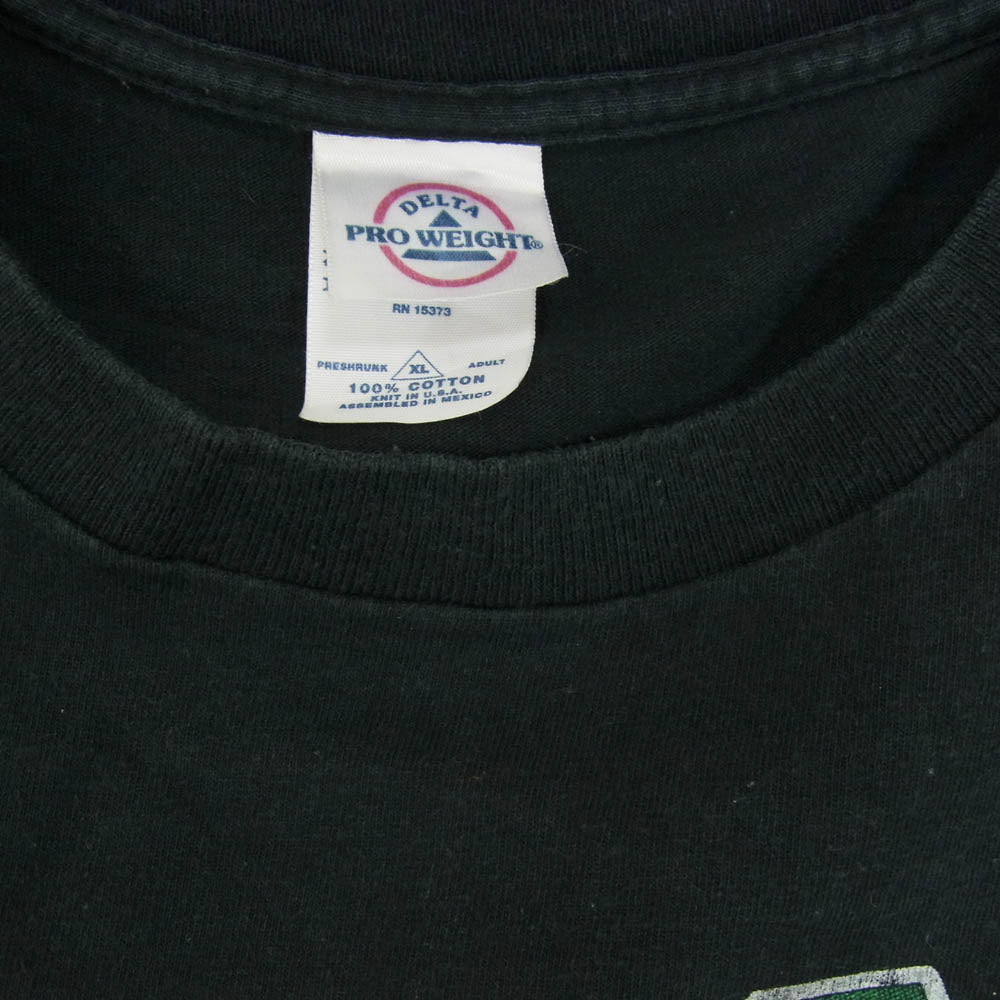 DELTA
PRO WEIGHT®
RN 15373
PRESHRUNK XL ADULT
100% COTTON
KNIT IN U.S.A.
ASSEMBLED IN MEXICO